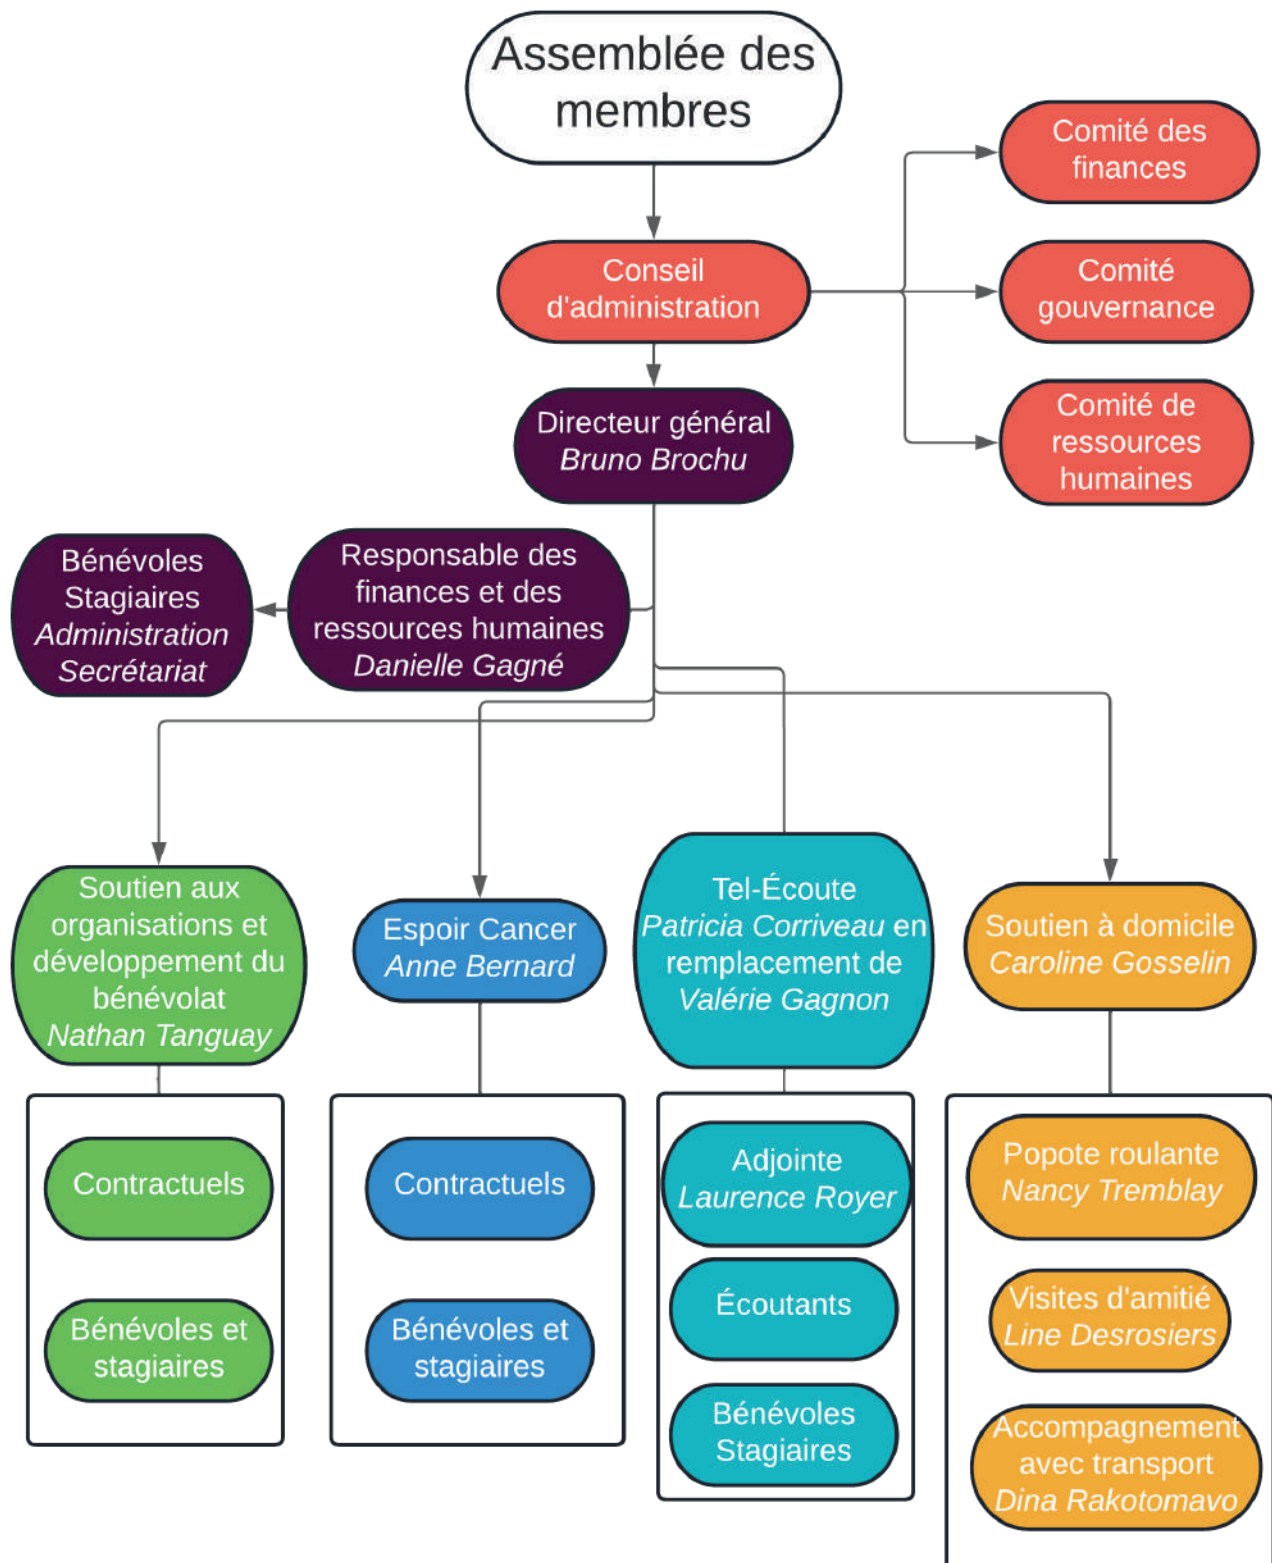 Assemblée des
membres
Comité des
finances
Conseil
d'administration
Comité
gouvernance
Comité de
ressources
humaines
Directeur général
Bruno Brochu
Bénévoles
Stagiaires
Administration
Secrétariat
Responsable des
finances et des
ressources humaines
Danielle Gagné
Soutien aux
organisations et
développement du
bénévolat
Nathan Tanguay
Espoir Cancer
Anne Bernard
Tel-Écoute
Patricia Corriveau en
remplacement de
Valérie Gagnon
Soutien à domicile
Caroline Gosselin
Contractuels
Bénévoles et
stagiaires
Contractuels
Bénévoles et
stagiaires
Adjointe
Laurence Royer
Écoutants
Bénévoles
Stagiaires
Popote roulante
Nancy Tremblay
Visites d'amitié
Line Desrosiers
Accompagnement
avec transport
Dina Rakotomavo